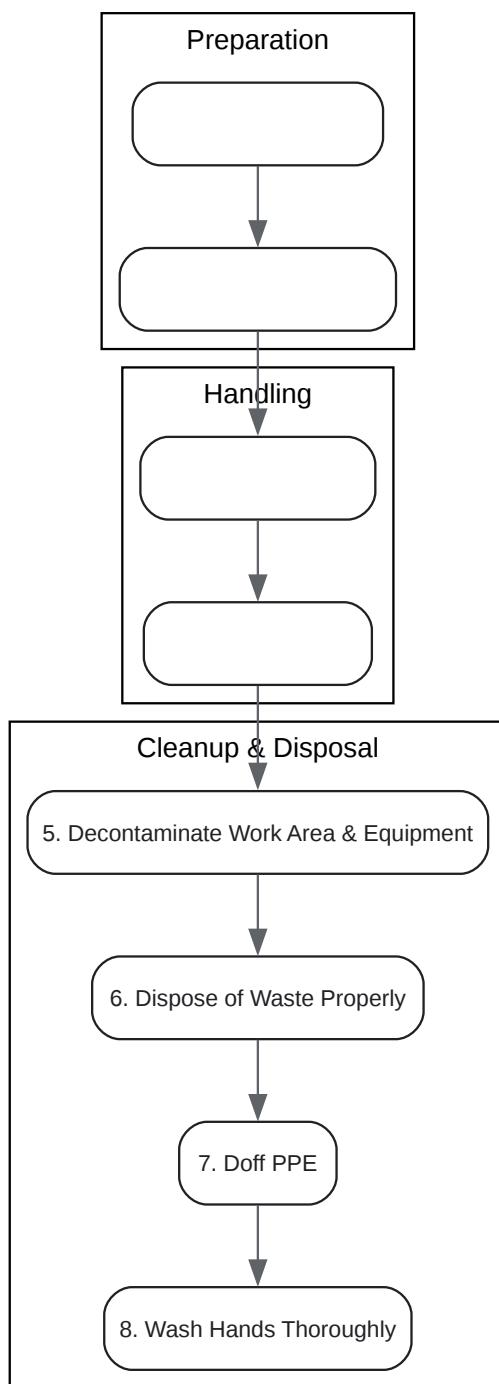 Preparation
Handling
Cleanup & Disposal
5. Decontaminate Work Area & Equipment
6. Dispose of Waste Properly
7. Doff PPE
8. Wash Hands Thoroughly